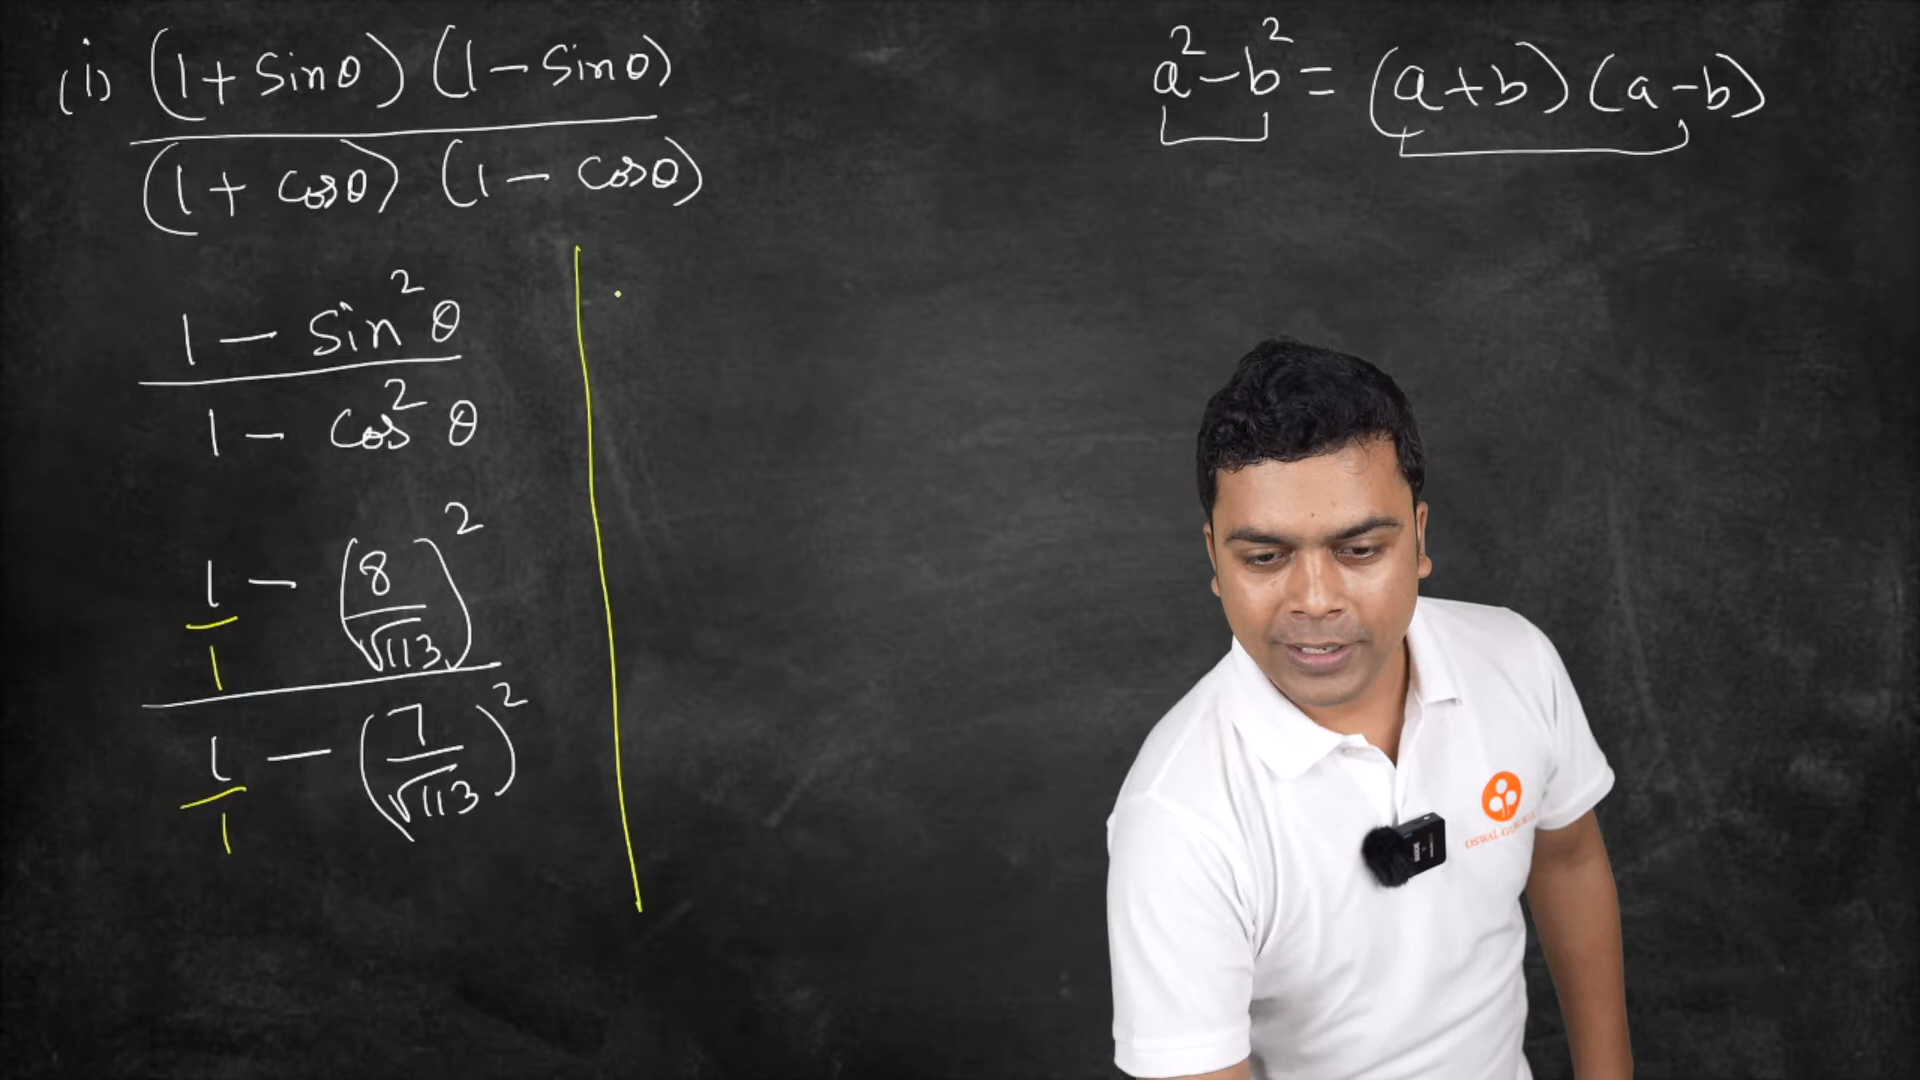 (i) (1 + sinθ) (1 - sinθ)
(1 + cosθ) (1 - cosθ)
1 - sin²θ
1 - cos²θ
1/1 - (8/√113)²
1/1 - (7/√113)²
a² - b² = (a + b) (a - b)
OSWAL